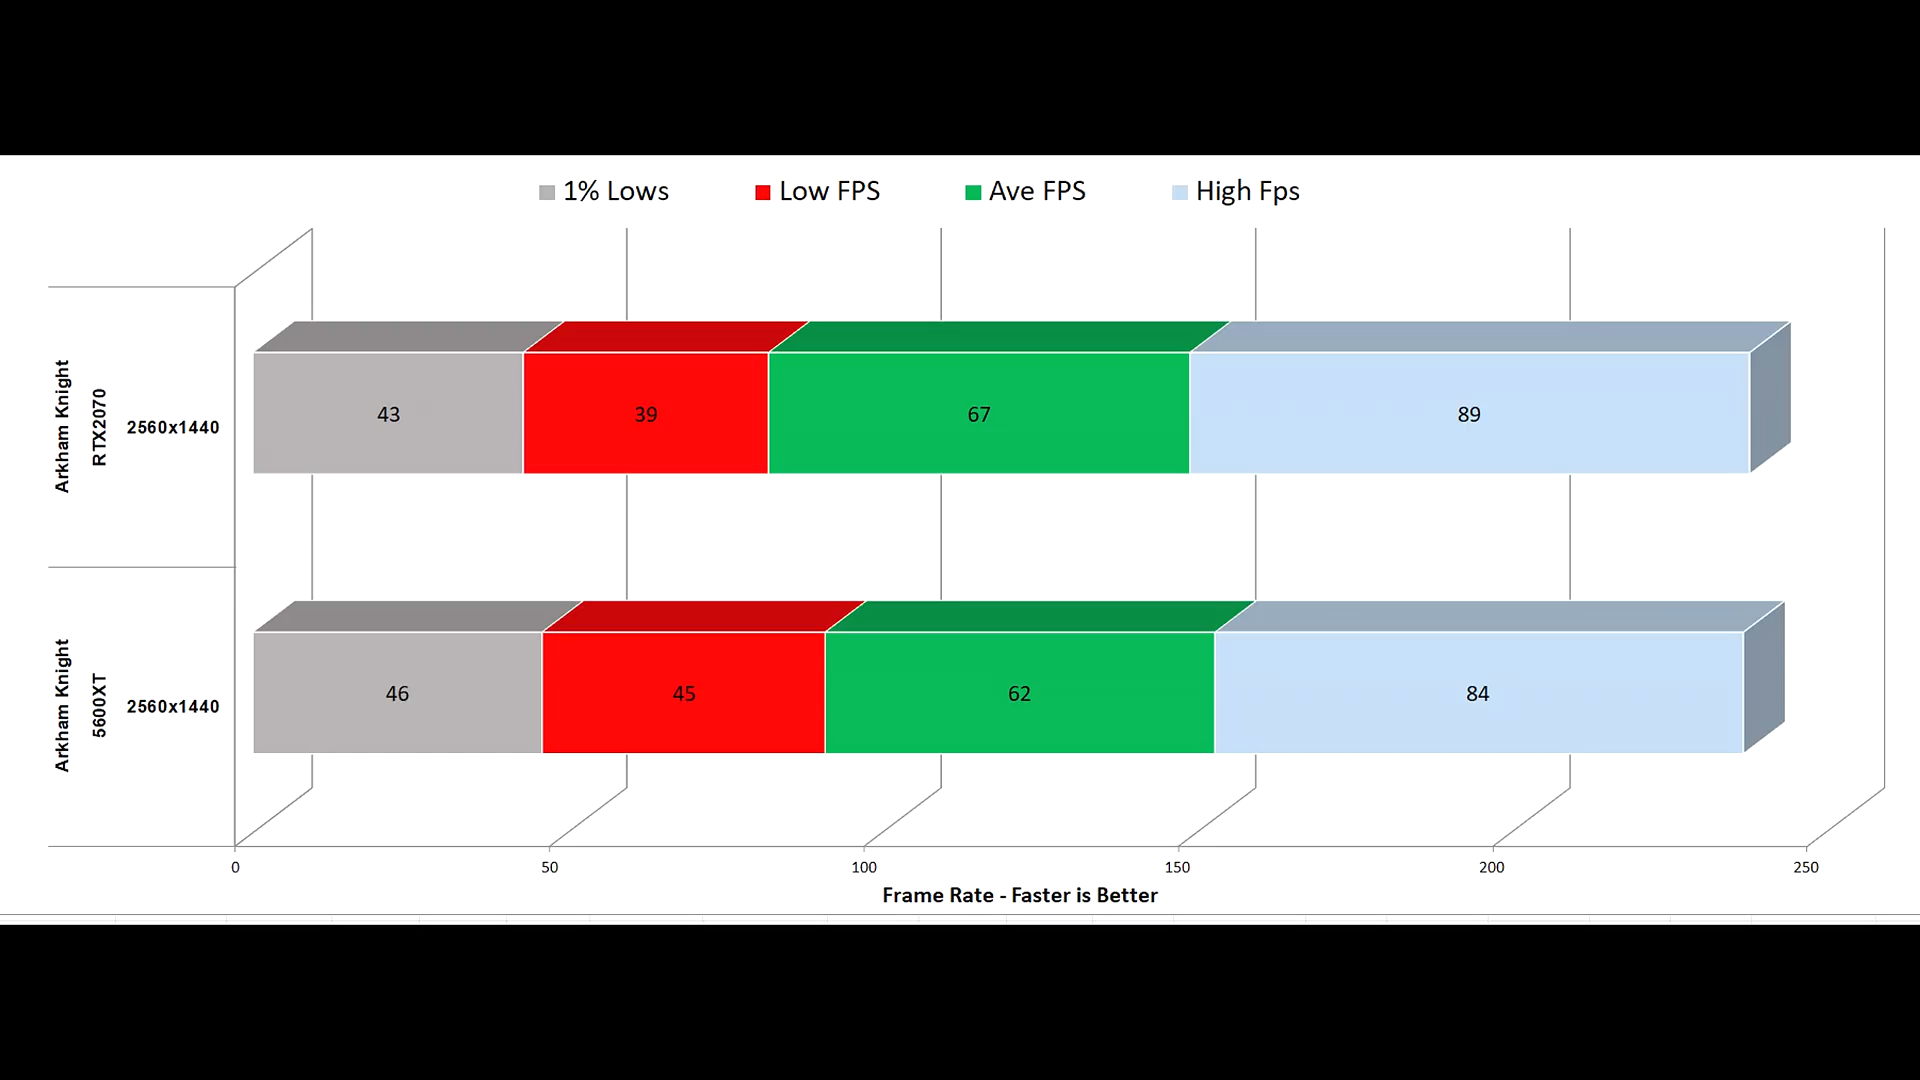 1% Lows Low FPS Ave FPS High Fps
Arkham Knight
RTX2070
2560x1440
43 39 67 89
Arkham Knight
5600XT
2560x1440
46 45 62 84
0 50 100 150 200 250
Frame Rate - Faster is Better